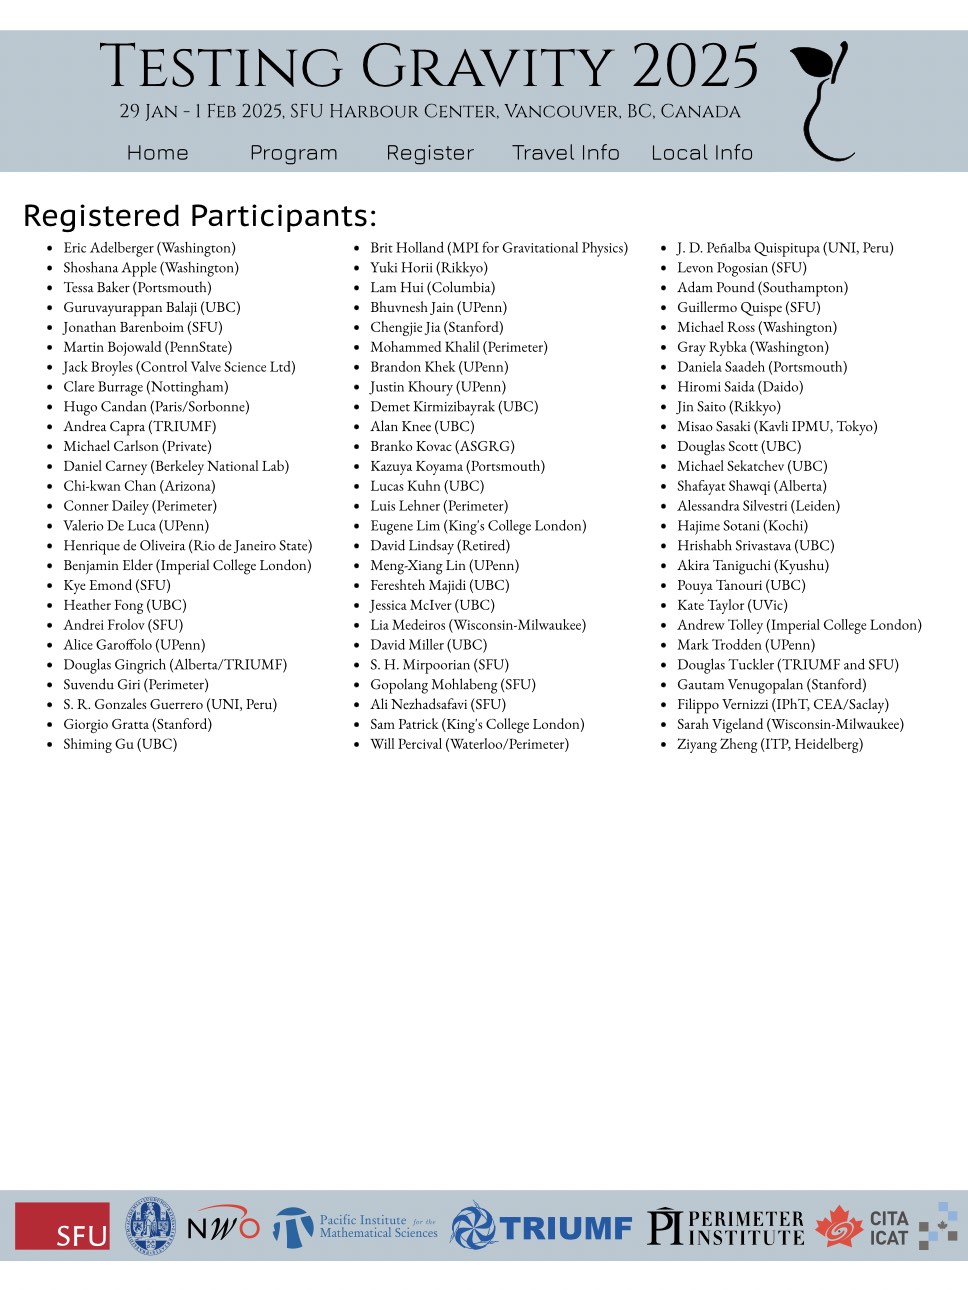 Testing Gravity 2025
29 Jan - 1 Feb 2025, SFU Harbour Center, Vancouver, BC, Canada
Home Program Register Travel Info Local Info
Registered Participants:
Eric Adelberger (Washington)
Shoshana Apple (Washington)
Tessa Baker (Portsmouth)
Guruvayurappan Balaji (UBC)
Jonathan Barenboim (SFU)
Martin Bojowald (PennState)
Jack Broyles (Control Valve Science Ltd)
Clare Burrage (Nottingham)
Hugo Candan (Paris/Sorbonne)
Andrea Capra (TRIUMF)
Michael Carlson (Private)
Daniel Carney (Berkeley National Lab)
Chi-kwan Chan (Arizona)
Conner Dailey (Perimeter)
Valerio De Luca (UPenn)
Henrique de Oliveira (Rio de Janeiro State)
Benjamin Elder (Imperial College London)
Kye Emond (SFU)
Heather Fong (UBC)
Andrei Frolov (SFU)
Alice Garoffolo (UPenn)
Douglas Gingrich (Alberta/TRIUMF)
Suvendu Giri (Perimeter)
S. R. Gonzales Guerrero (UNI, Peru)
Giorgio Gratta (Stanford)
Shiming Gu (UBC)
Brit Holland (MPI for Gravitational Physics)
Yuki Horii (Rikkyo)
Lam Hui (Columbia)
Bhuvnesh Jain (UPenn)
Chengjie Jia (Stanford)
Mohammed Khalil (Perimeter)
Brandon Khek (UPenn)
Justin Khoury (UPenn)
Demet Kirmizibayrak (UBC)
Alan Knee (UBC)
Branko Kovac (ASGRG)
Kazuya Koyama (Portsmouth)
Lucas Kuhn (UBC)
Luis Lehner (Perimeter)
Eugene Lim (King's College London)
David Lindsay (Retired)
Meng-Xiang Lin (UPenn)
Fereshteh Majidi (UBC)
Jessica McIver (UBC)
Lia Medeiros (Wisconsin-Milwaukee)
David Miller (UBC)
S. H. Mirpoorian (SFU)
Gopolang Mohlabeng (SFU)
Ali Nezhadsafavi (SFU)
Sam Patrick (King's College London)
Will Percival (Waterloo/Perimeter)
J. D. Peñalba Quispitupa (UNI, Peru)
Levon Pogosian (SFU)
Adam Pound (Southampton)
Guillermo Quispe (SFU)
Michael Ross (Washington)
Gray Rybka (Washington)
Daniela Saadeh (Portsmouth)
Hiromi Saida (Daido)
Jin Saito (Rikkyo)
Misao Sasaki (Kavli IPMU, Tokyo)
Douglas Scott (UBC)
Michael Sekatchev (UBC)
Shafayat Shawqi (Alberta)
Alessandra Silvestri (Leiden)
Hajime Sotani (Kochi)
Hrishabh Srivastava (UBC)
Akira Taniguchi (Kyushu)
Pouya Tanouri (UBC)
Kate Taylor (UVic)
Andrew Tolley (Imperial College London)
Mark Trodden (UPenn)
Douglas Tuckler (TRIUMF and SFU)
Gautam Venugopalan (Stanford)
Filippo Vernizzi (IPhT, CEA/Saclay)
Sarah Vigeland (Wisconsin-Milwaukee)
Ziyang Zheng (ITP, Heidelberg)
SFU
NWO
Pacific Institute for the
Mathematical Sciences
TRIUMF
PI PERIMETER
INSTITUTE
CITA
ICAT